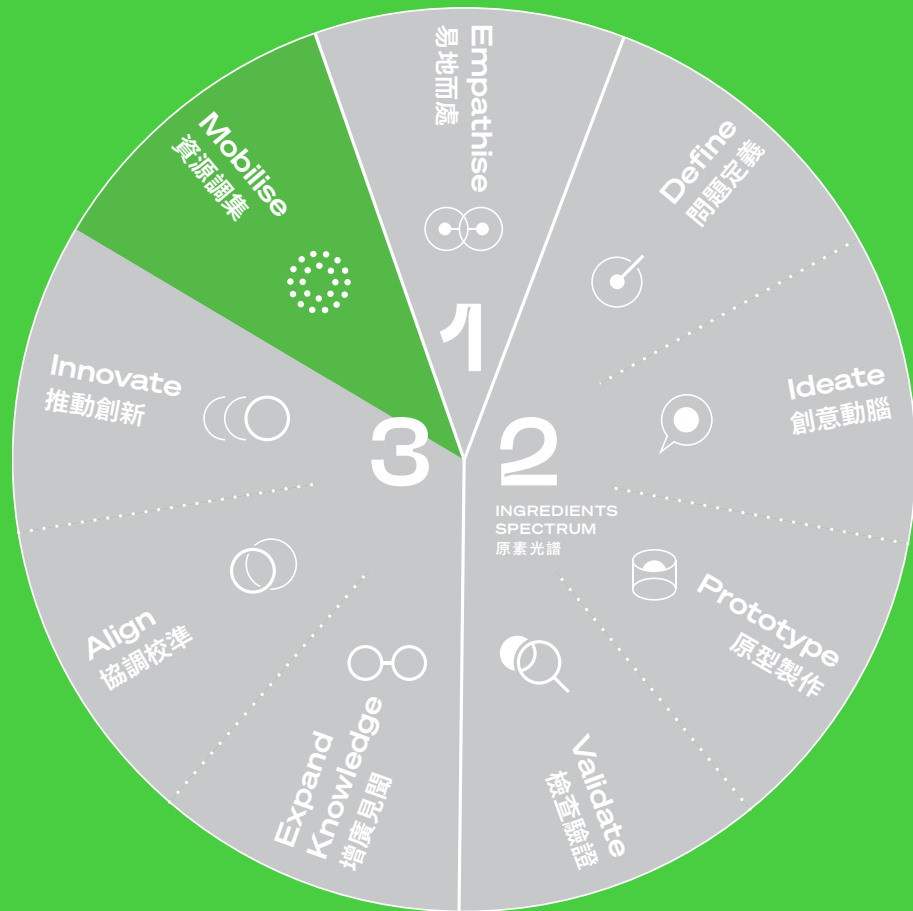 1
Empathise
易地而處
2
INGREDIENTS
SPECTRUM
原素光譜
Define
問題定義
Ideate
創意動腦
Prototype
原型製作
Validate
檢查驗證
3
Expand
Knowledge
增廣見聞
Align
協調校準
Innovate
推動創新
Mobilise
資源調集